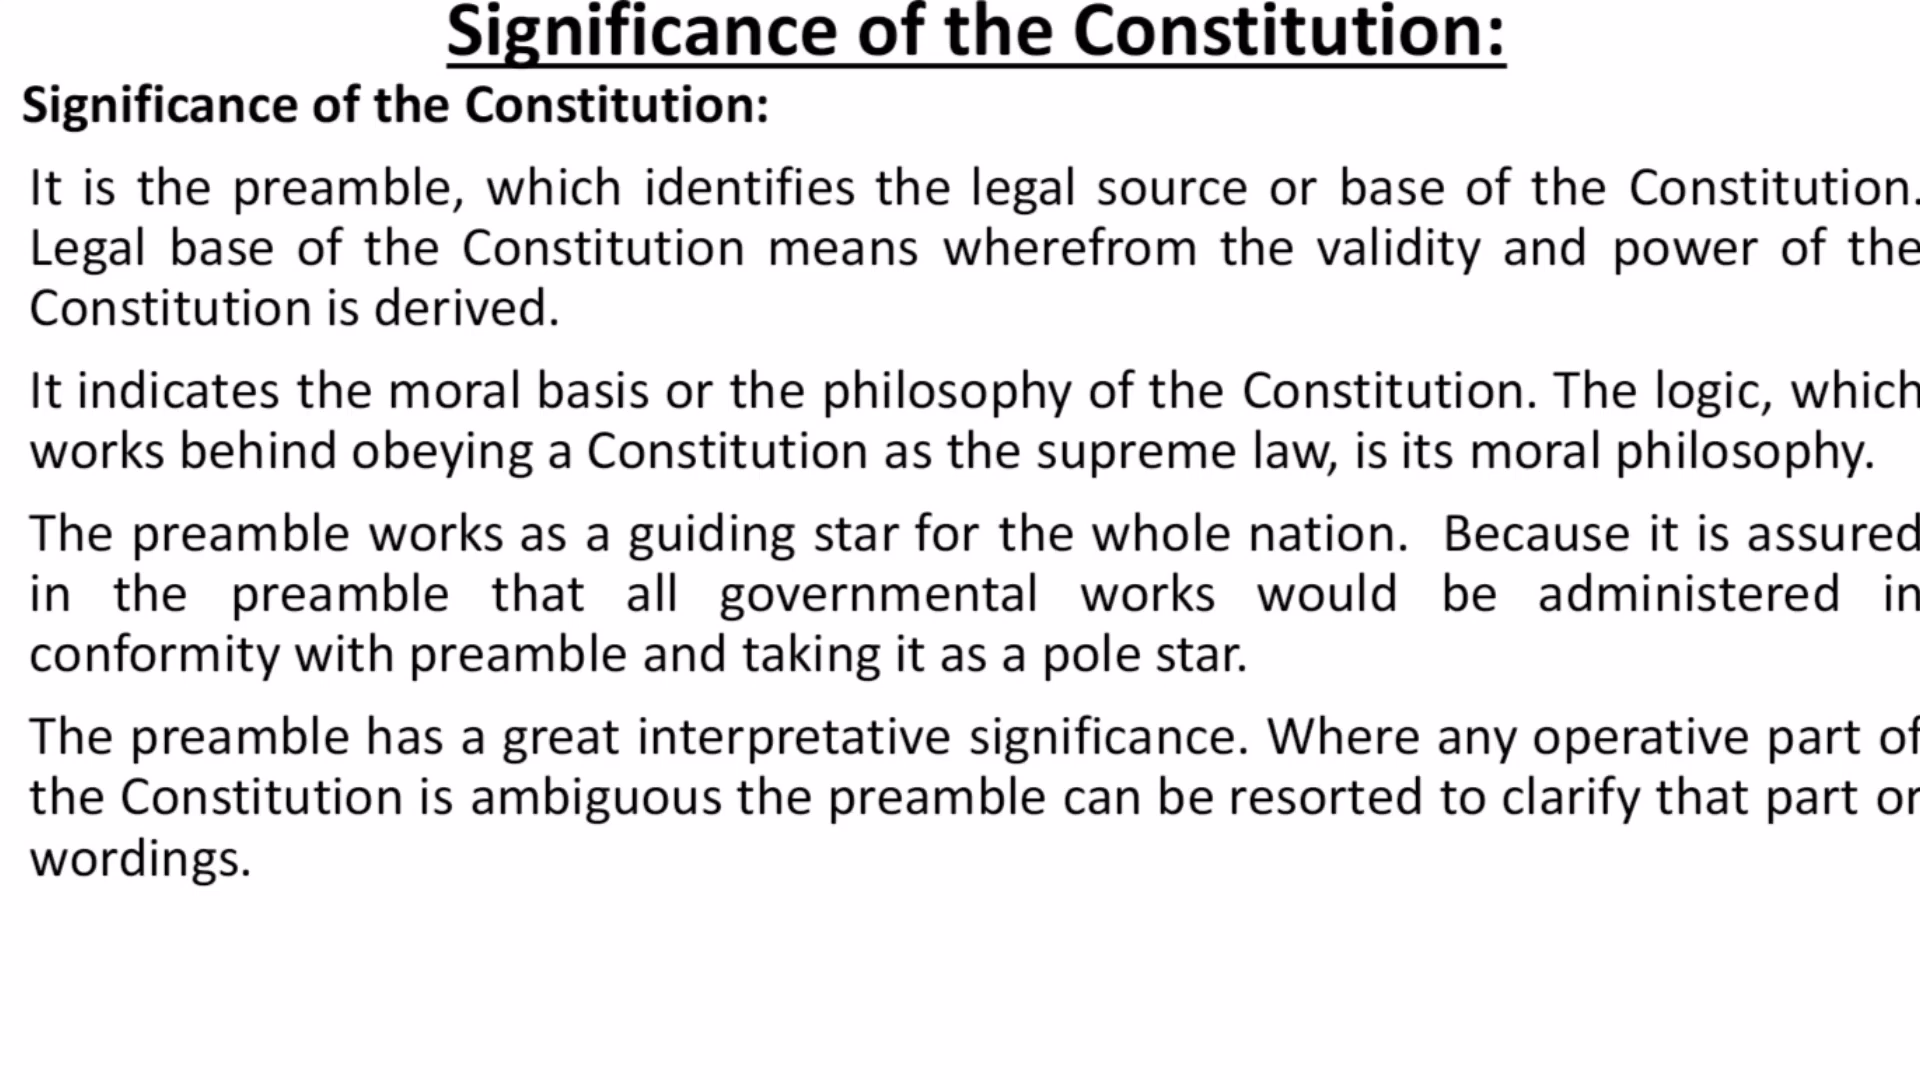 Significance of the Constitution:
Significance of the Constitution:
It is the preamble, which identifies the legal source or base of the Constitution.
Legal base of the Constitution means wherefrom the validity and power of the
Constitution is derived.
It indicates the moral basis or the philosophy of the Constitution. The logic, which
works behind obeying a Constitution as the supreme law, is its moral philosophy.
The preamble works as a guiding star for the whole nation.  Because it is assured
in the preamble that all governmental works would be administered in
conformity with preamble and taking it as a pole star.
The preamble has a great interpretative significance. Where any operative part of
the Constitution is ambiguous the preamble can be resorted to clarify that part or
wordings.